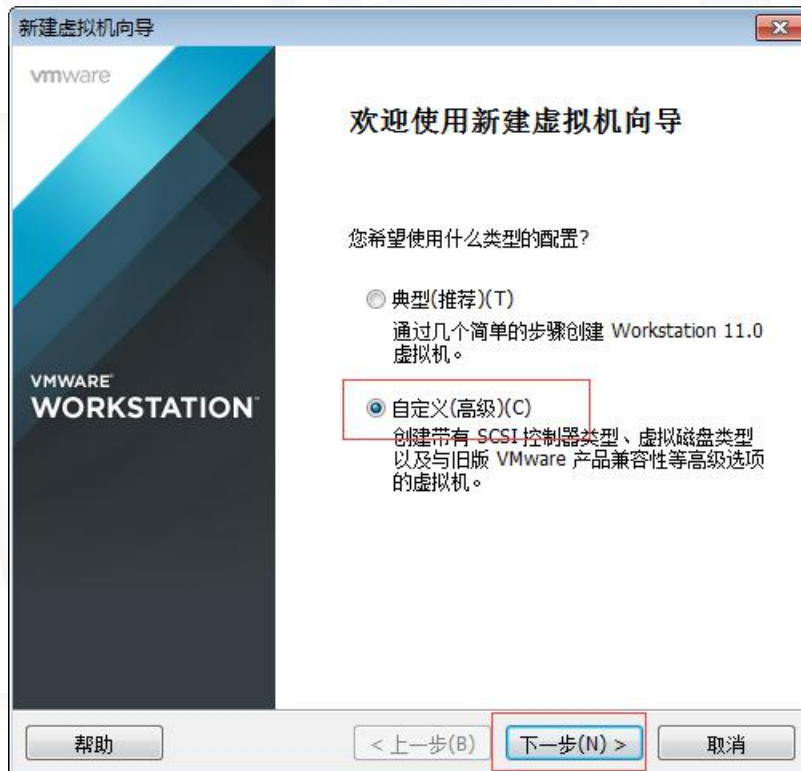 新建虚拟机向导
vmware
欢迎使用新建虚拟机向导
您希望使用什么类型的配置?
典型(推荐)(T)
通过几个简单的步骤创建 Workstation 11.0
虚拟机。
VMWARE
WORKSTATION™
自定义(高级)(C)
创建带有 SCSI 控制器类型、虚拟磁盘类型
以及与旧版 VMware 产品兼容性等高级选项
的虚拟机。
帮助
< 上一步(B)
下一步(N) >
取消